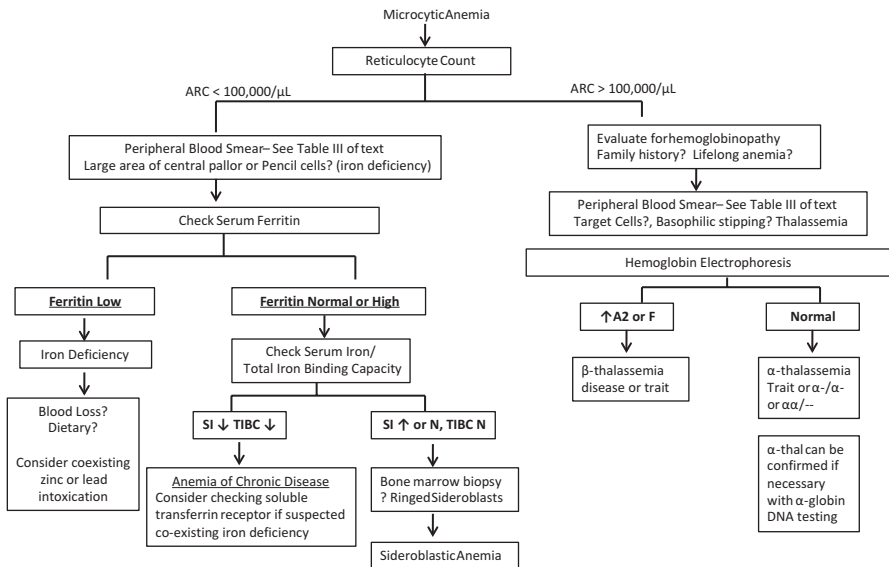 MicrocyticAnemia
Reticulocyte Count
ARC < 100,000/µL
ARC > 100,000/µL
Peripheral Blood Smear– See Table III of text
Large area of central pallor or Pencil cells? (iron deficiency)
Evaluate forhemoglobinopathy
Family history? Lifelong anemia?
Peripheral Blood Smear– See Table III of text
Target Cells?, Basophilic stipping? Thalassemia
Check Serum Ferritin
Hemoglobin Electrophoresis
Ferritin Low
Ferritin Normal or High
↑A2 or F
Normal
Iron Deficiency
Check Serum Iron/
Total Iron Binding Capacity
β-thalassemia
disease or trait
α-thalassemia
Trait or α-/α-
or αα/--
Blood Loss?
Dietary?
Consider coexisting
zinc or lead
intoxication
SI ↓ TIBC ↓
SI ↑ or N, TIBC N
Anemia of Chronic Disease
Consider checking soluble
transferrin receptor if suspected
co-existing iron deficiency
Bone marrow biopsy
? RingedSideroblasts
SideroblasticAnemia
α-thal can be
confirmed if
necessary
with α-globin
DNA testing